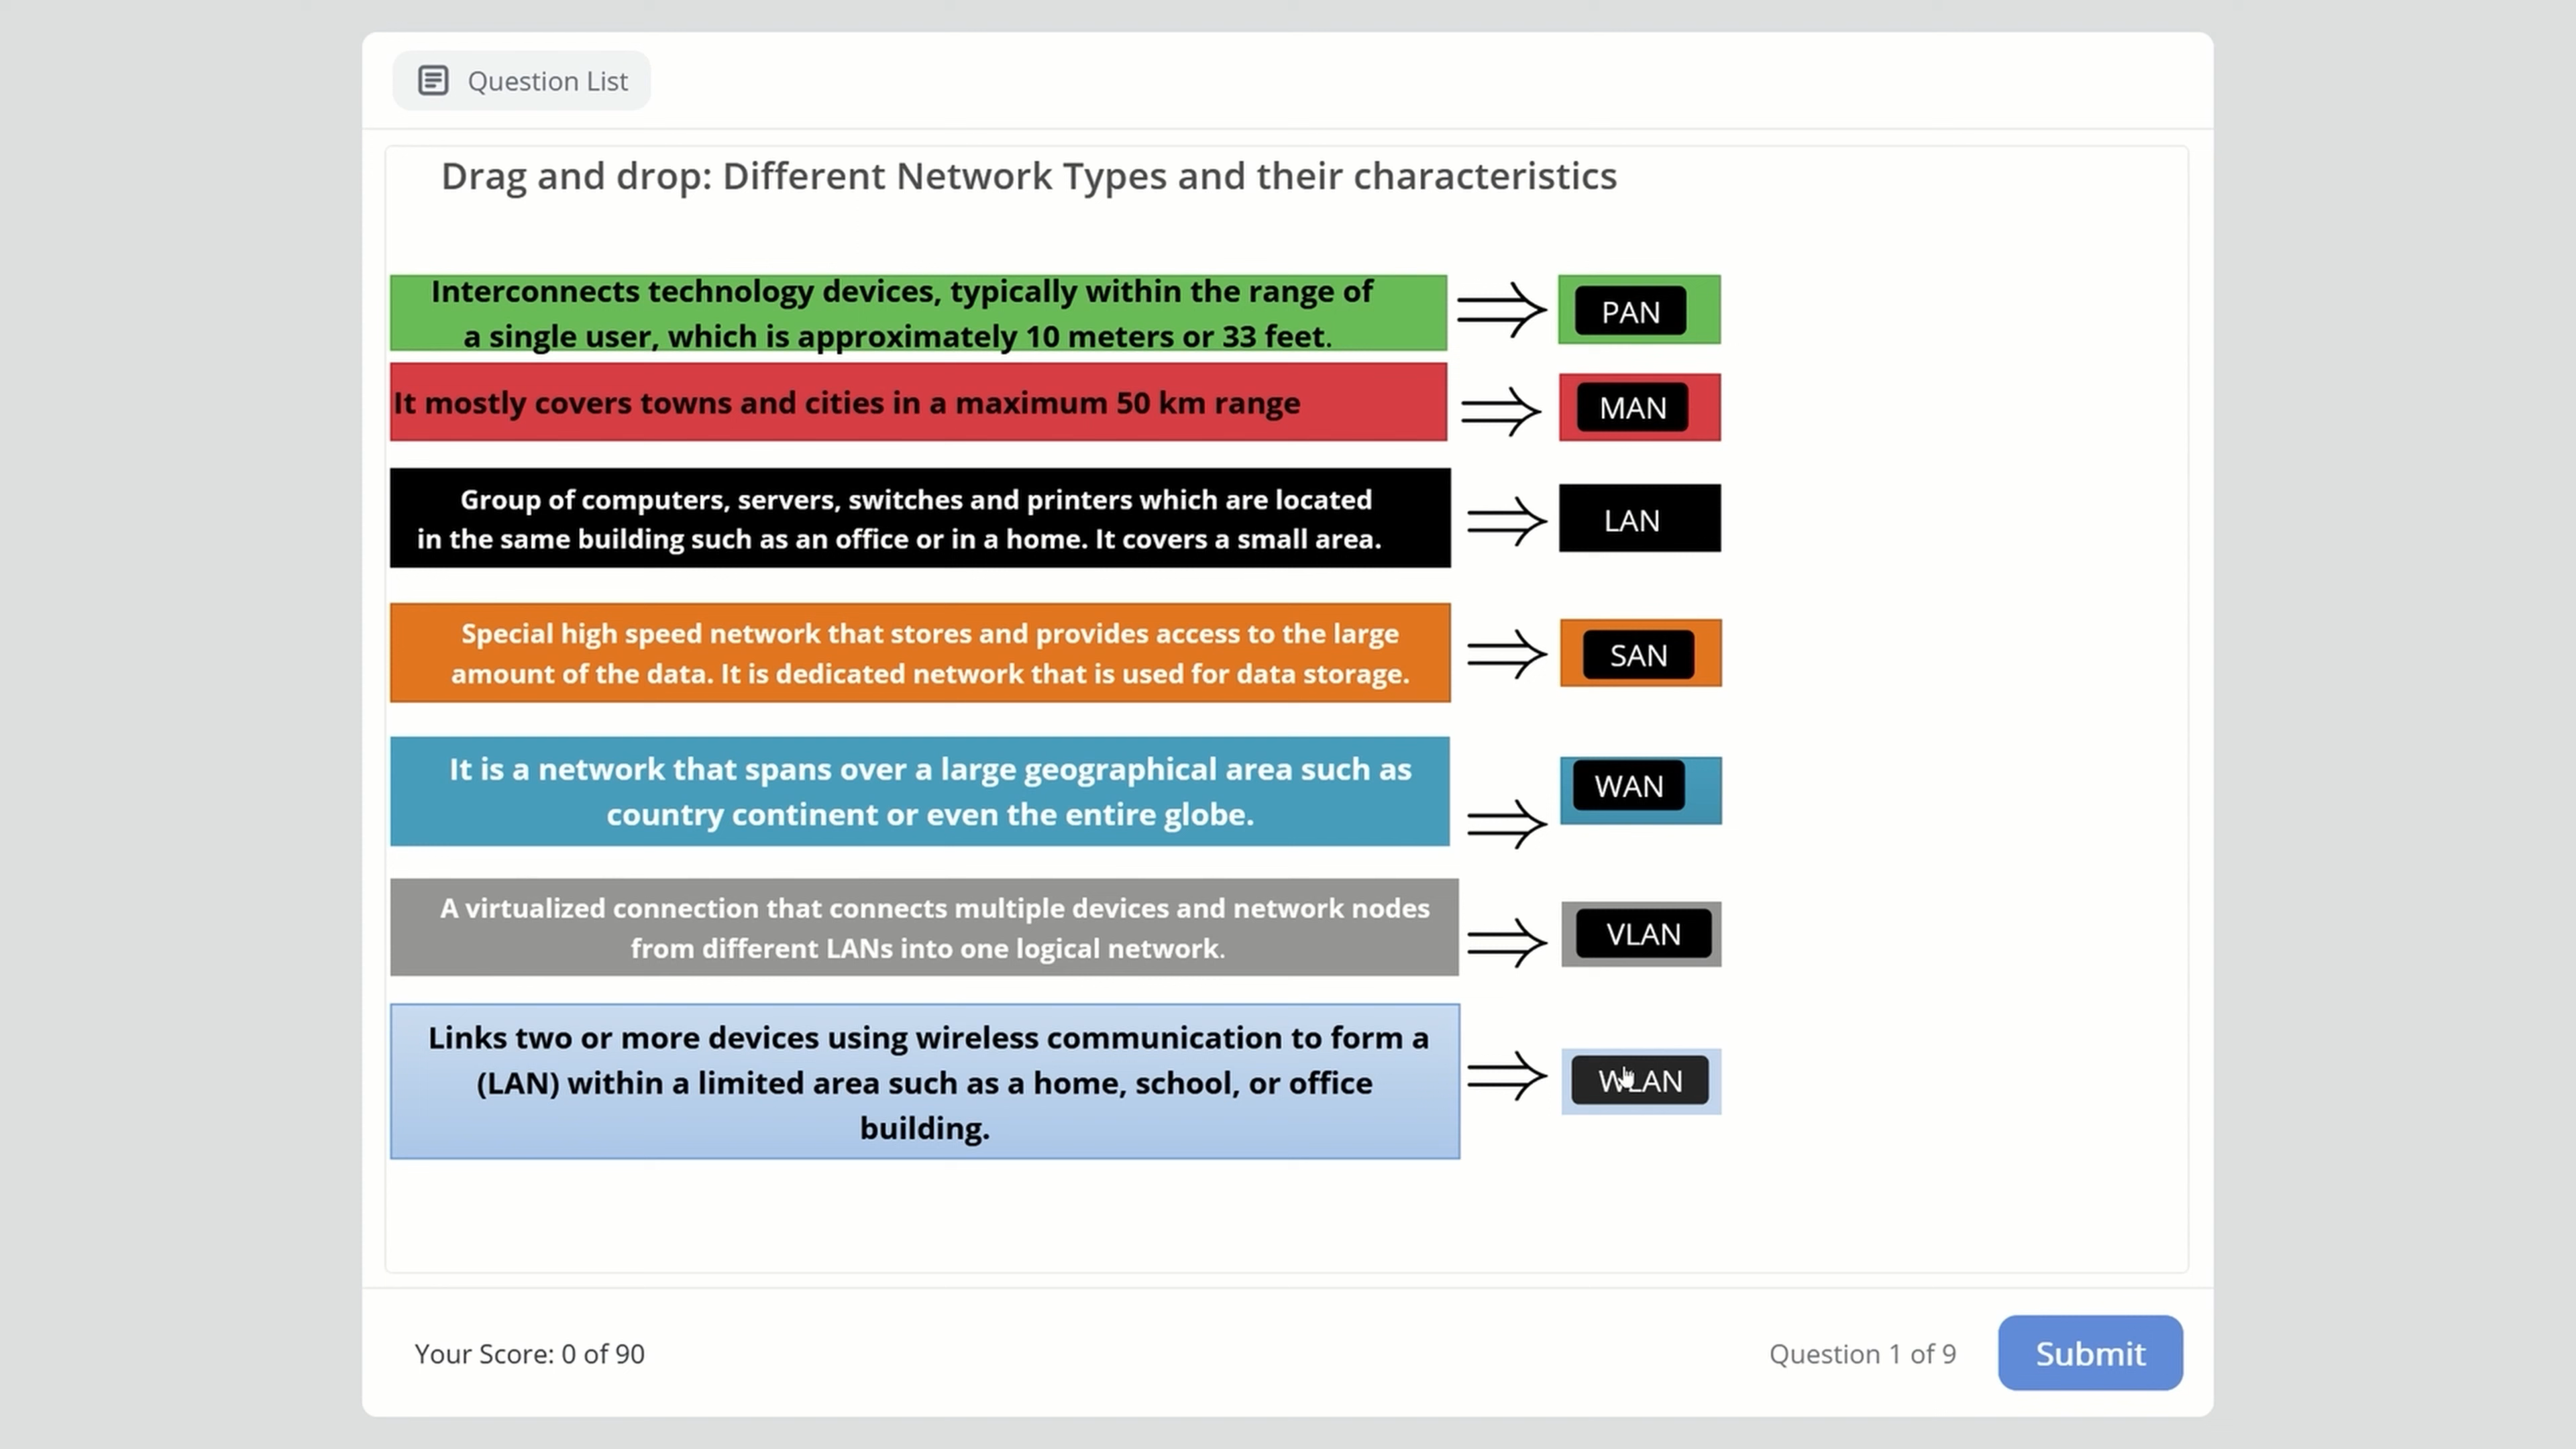 Question List
Drag and drop: Different Network Types and their characteristics
Interconnects technology devices, typically within the range of
a single user, which is approximately 10 meters or 33 feet.
PAN
It mostly covers towns and cities in a maximum 50 km range
MAN
Group of computers, servers, switches and printers which are located
in the same building such as an office or in a home. It covers a small area.
LAN
Special high speed network that stores and provides access to the large
amount of the data. It is dedicated network that is used for data storage.
SAN
It is a network that spans over a large geographical area such as
country continent or even the entire globe.
WAN
A virtualized connection that connects multiple devices and network nodes
from different LANs into one logical network.
VLAN
Links two or more devices using wireless communication to form a
(LAN) within a limited area such as a home, school, or office
building.
WLAN
Your Score: 0 of 90
Question 1 of 9
Submit